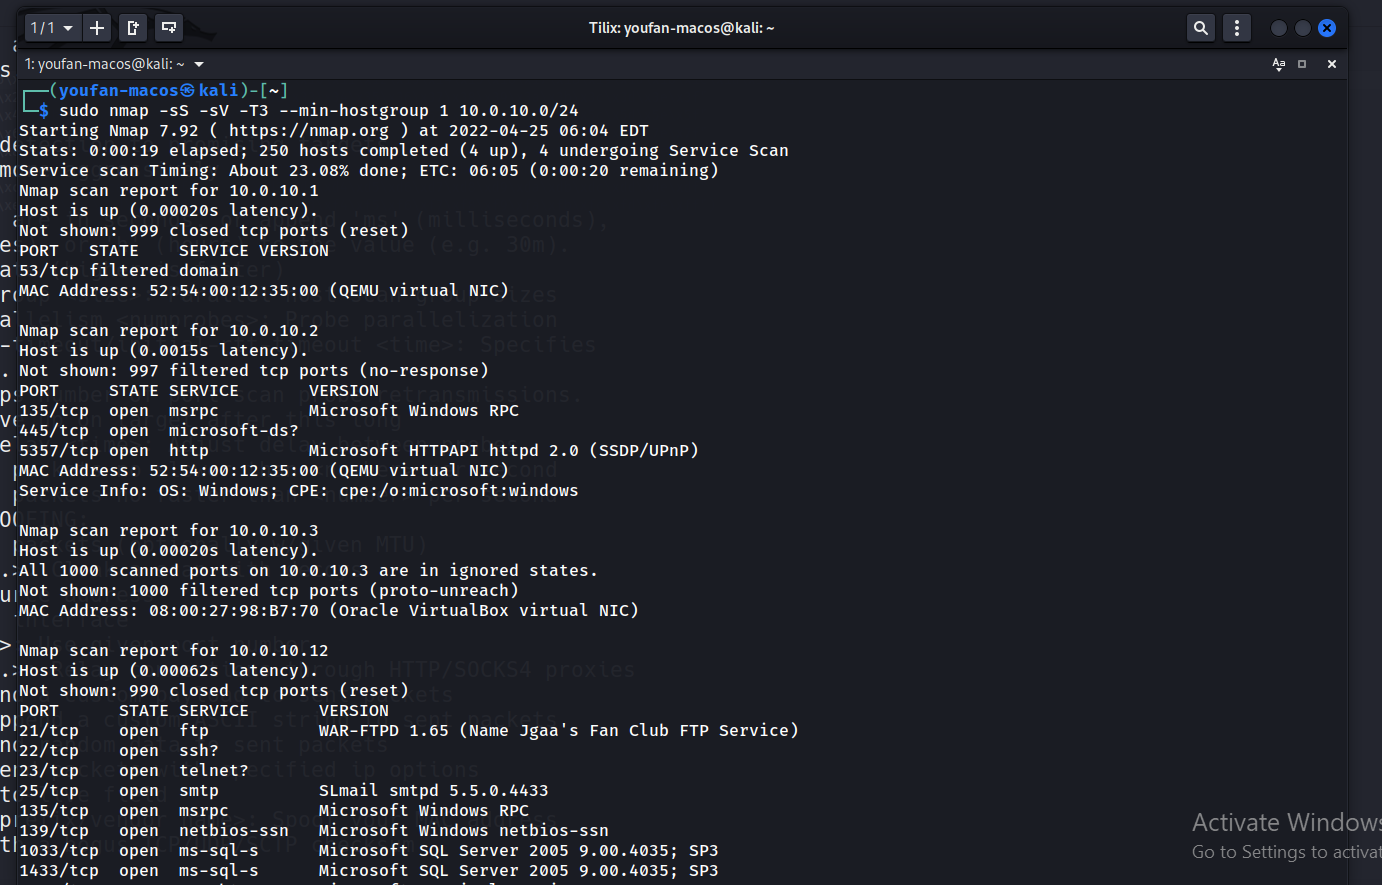 1/1
Tilix: youfan-macos@kali: ~
1: youfan-macos@kali: ~
┌──(youfan-macos㉿kali)-[~]
└─$ sudo nmap -sS -sV -T3 --min-hostgroup 1 10.0.10.0/24
Starting Nmap 7.92 ( https://nmap.org ) at 2022-04-25 06:04 EDT
Stats: 0:00:19 elapsed; 250 hosts completed (4 up), 4 undergoing Service Scan
Service scan Timing: About 23.08% done; ETC: 06:05 (0:00:20 remaining)
Nmap scan report for 10.0.10.1
Host is up (0.00020s latency).
Not shown: 999 closed tcp ports (reset)
PORT   STATE    SERVICE VERSION
53/tcp filtered domain
MAC Address: 52:54:00:12:35:00 (QEMU virtual NIC)
Nmap scan report for 10.0.10.2
Host is up (0.0015s latency).
Not shown: 997 filtered tcp ports (no-response)
PORT     STATE SERVICE       VERSION
135/tcp  open  msrpc         Microsoft Windows RPC
445/tcp  open  microsoft-ds?
5357/tcp open  http          Microsoft HTTPAPI httpd 2.0 (SSDP/UPnP)
MAC Address: 52:54:00:12:35:00 (QEMU virtual NIC)
Service Info: OS: Windows; CPE: cpe:/o:microsoft:windows
Nmap scan report for 10.0.10.3
Host is up (0.00020s latency).
All 1000 scanned ports on 10.0.10.3 are in ignored states.
Not shown: 1000 filtered tcp ports (proto-unreach)
MAC Address: 08:00:27:98:B7:70 (Oracle VirtualBox virtual NIC)
Nmap scan report for 10.0.10.12
Host is up (0.00062s latency).
Not shown: 990 closed tcp ports (reset)
PORT      STATE SERVICE       VERSION
21/tcp    open  ftp           WAR-FTPD 1.65 (Name Jgaa's Fan Club FTP Service)
22/tcp    open  ssh?
23/tcp    open  telnet?
25/tcp    open  smtp          SLmail smtpd 5.5.0.4433
135/tcp   open  msrpc         Microsoft Windows RPC
139/tcp   open  netbios-ssn   Microsoft Windows netbios-ssn
1033/tcp  open  ms-sql-s      Microsoft SQL Server 2005 9.00.4035; SP3
1433/tcp  open  ms-sql-s      Microsoft SQL Server 2005 9.00.4035; SP3
Activate Windows
Go to Settings to activat